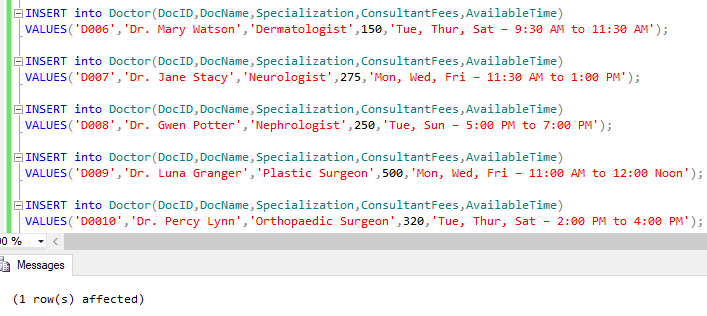 INSERT into Doctor(DocID,DocName,Specialization,ConsultantFees,AvailableTime)
VALUES('D006','Dr. Mary Watson','Dermatologist',150,'Tue, Thur, Sat – 9:30 AM to 11:30 AM');
INSERT into Doctor(DocID,DocName,Specialization,ConsultantFees,AvailableTime)
VALUES('D007','Dr. Jane Stacy','Neurologist',275,'Mon, Wed, Fri – 11:30 AM to 1:00 PM');
INSERT into Doctor(DocID,DocName,Specialization,ConsultantFees,AvailableTime)
VALUES('D008','Dr. Gwen Potter','Nephrologist',250,'Tue, Sun – 5:00 PM to 7:00 PM');
INSERT into Doctor(DocID,DocName,Specialization,ConsultantFees,AvailableTime)
VALUES('D009','Dr. Luna Granger','Plastic Surgeon',500,'Mon, Wed, Fri – 11:00 AM to 12:00 Noon');
INSERT into Doctor(DocID,DocName,Specialization,ConsultantFees,AvailableTime)
VALUES('D0010','Dr. Percy Lynn','Orthopaedic Surgeon',320,'Tue, Thur, Sat – 2:00 PM to 4:00 PM');
00 %
Messages
(1 row(s) affected)